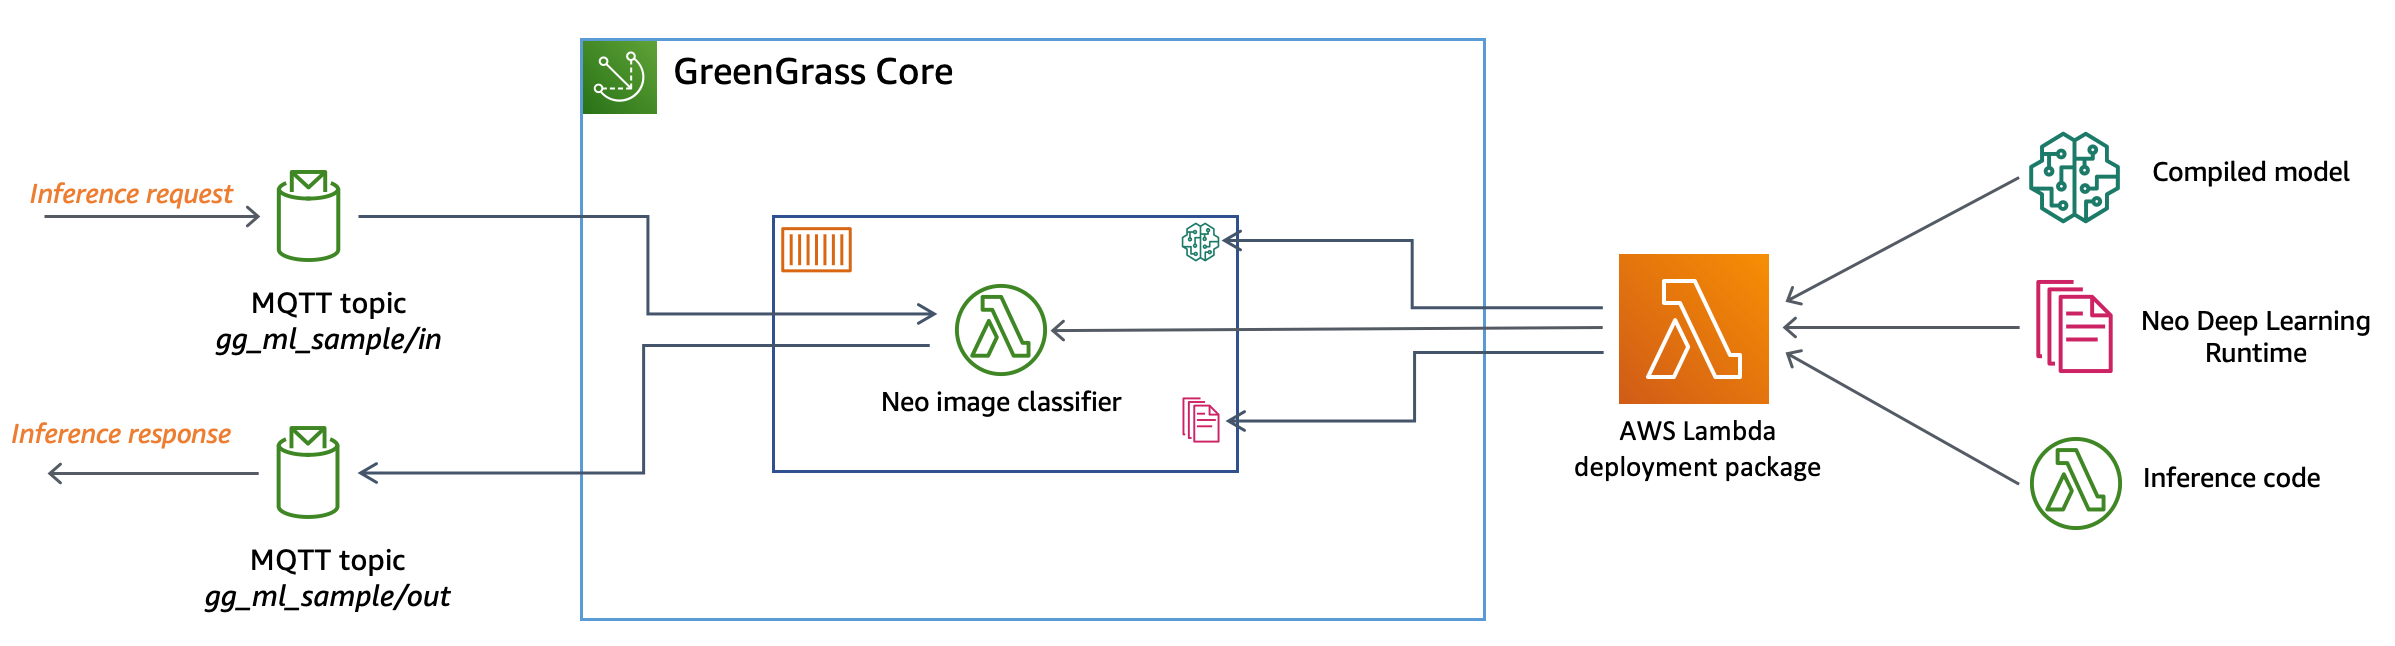 GreenGrass Core
Inference request
MQTT topic
gg_ml_sample/in
Inference response
MQTT topic
gg_ml_sample/out
Neo image classifier
AWS Lambda
deployment package
Compiled model
Neo Deep Learning
Runtime
Inference code